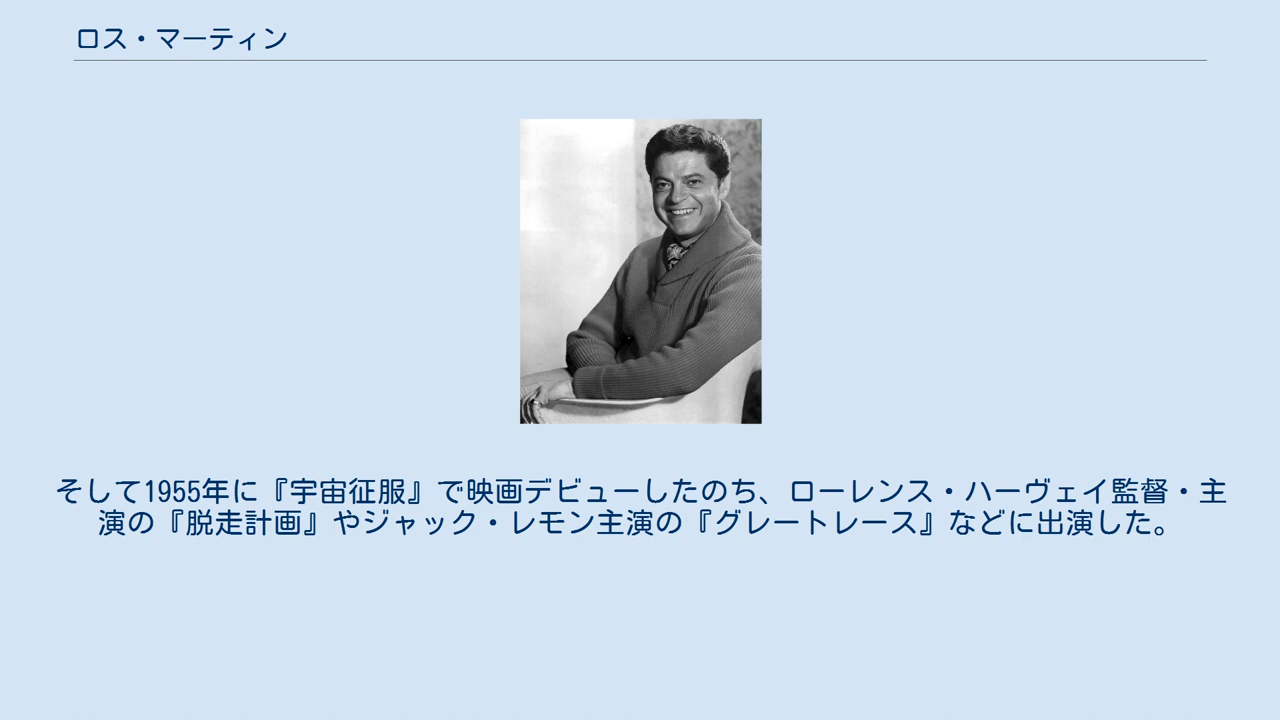 ロス・マーティン
そして1955年に『宇宙征服』で映画デビューしたのち、ローレンス・ハーヴェイ監督・主
演の『脱走計画』やジャック・レモン主演の『グレートレース』などに出演した。